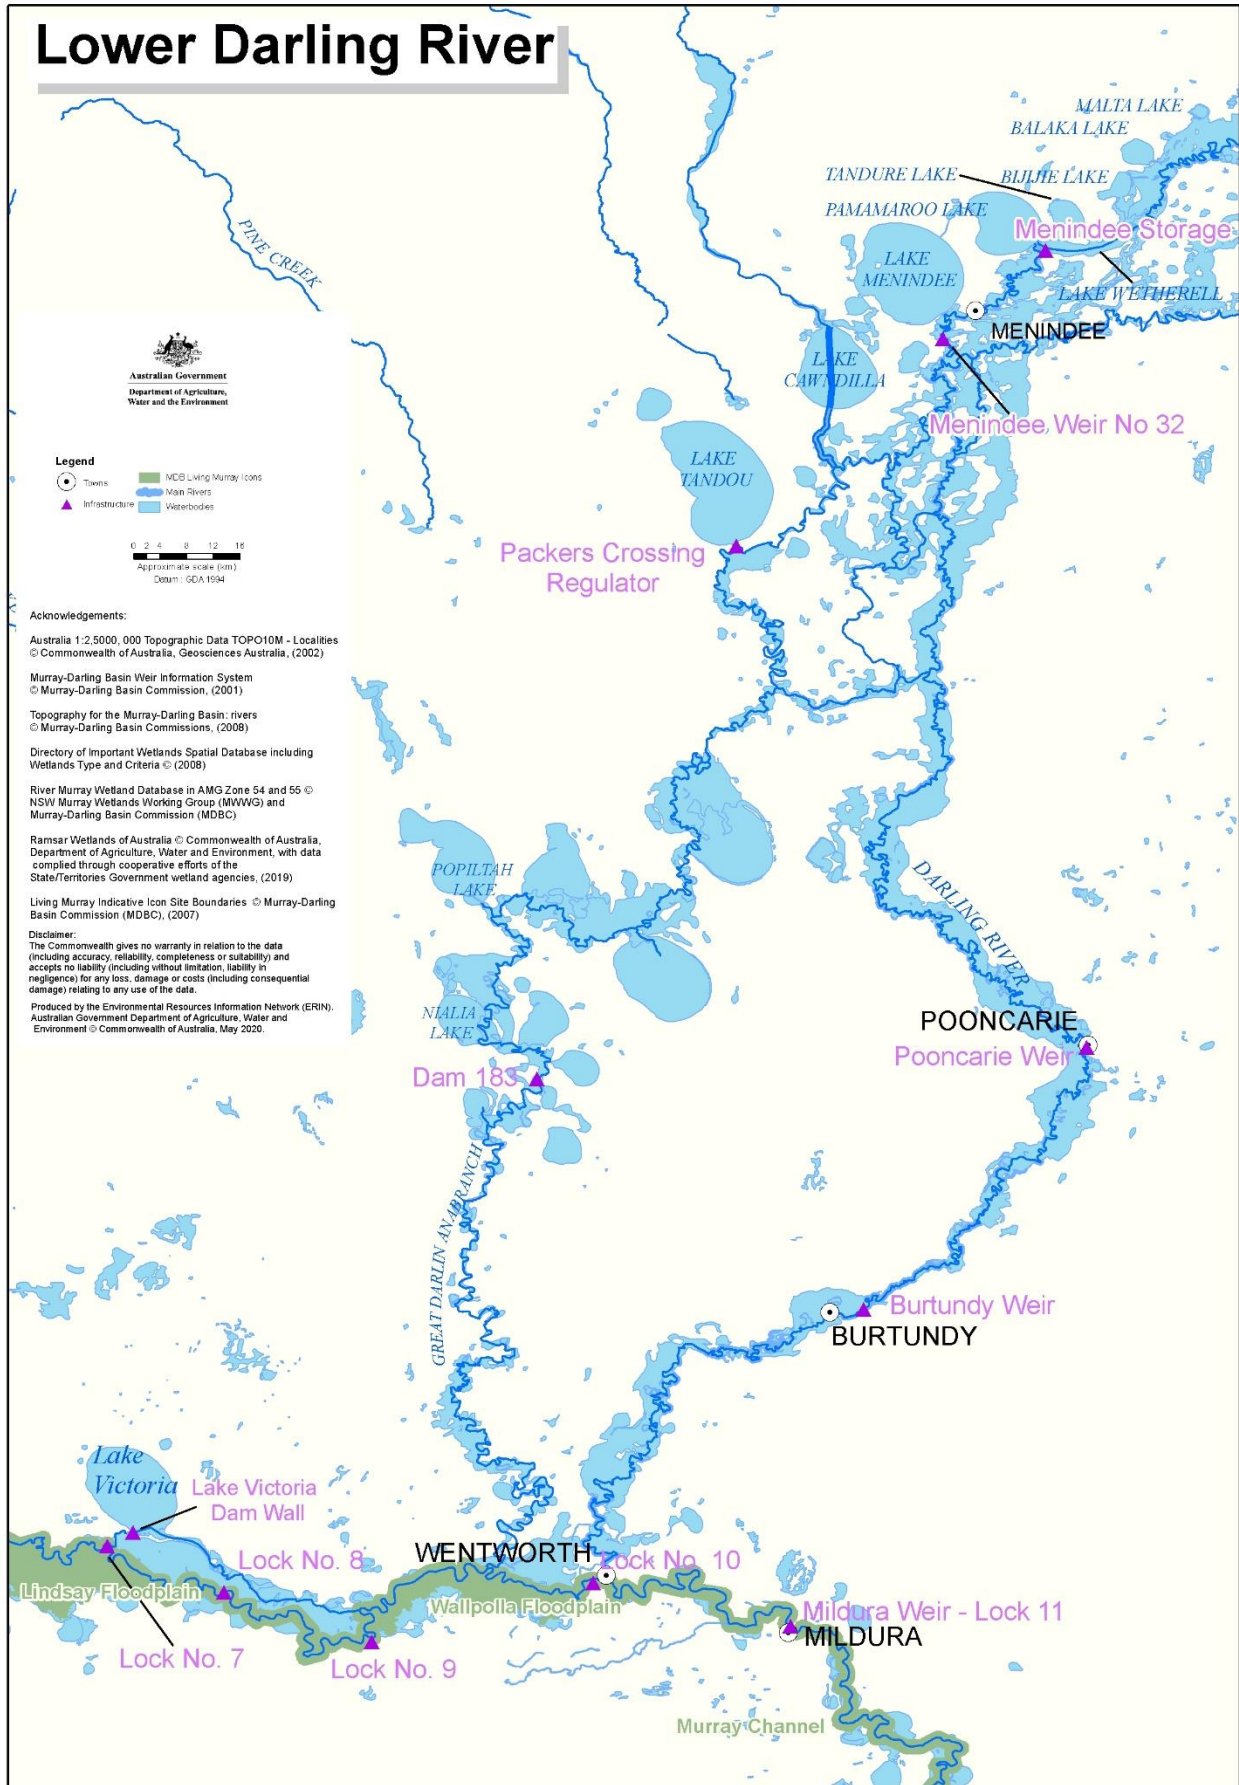 Lower Darling River
MALTA LAKE
BALAKA LAKE
TANDURE LAKE
BIJIJIE LAKE
PAMAMAROO LAKE
Menindee Storage
PINE CREEK
LAKE
MENINDEE
LAKE WETHERELL
MENINDEE
LAKE
CAWNDILLA
Menindee Weir No 32
LAKE
TANDOU
Packers Crossing
Regulator
Australian Government
Department of Agriculture,
Water and the Environment
Legend
Towns
Infrastructure
MDB Living Murray Icons
Main Rivers
Waterbodies
0 2 4 8 12 16
Approximate scale (km)
Datum : GDA 1994
Acknowledgements:
Australia 1:2,5000, 000 Topographic Data TOPO10M - Localities
© Commonwealth of Australia, Geosciences Australia, (2002)
Murray-Darling Basin Weir Information System
© Murray-Darling Basin Commission, (2001)
Topography for the Murray-Darling Basin: rivers
© Murray-Darling Basin Commissions, (2008)
Directory of Important Wetlands Spatial Database including
Wetlands Type and Criteria © (2008)
River Murray Wetland Database in AMG Zone 54 and 55 ©
NSW Murray Wetlands Working Group (MWWG) and
Murray-Darling Basin Commission (MDBC)
Ramsar Wetlands of Australia © Commonwealth of Australia,
Department of Agriculture, Water and Environment, with data
complied through cooperative efforts of the
State/Territories Government wetland agencies, (2019)
Living Murray Indicative Icon Site Boundaries © Murray-Darling
Basin Commission (MDBC), (2007)
Disclaimer:
The Commonwealth gives no warranty in relation to the data
(including accuracy, reliability, completeness or suitability) and
accepts no liability (including without limitation, liability in
negligence) for any loss, damage or costs (including consequential
damage) relating to any use of the data.
Produced by the Environmental Resources Information Network (ERIN).
Australian Government Department of Agriculture, Water and
Environment © Commonwealth of Australia, May 2020.
POPILTAH
LAKE
DARLING RIVER
NIALIA
LAKE
POONCARIE
Pooncarie Weir
Dam 183
GREAT DARLIN ANABRANCH
Burtundy Weir
BURTUNDY
Lake
Victoria
Lake Victoria
Dam Wall
WENTWORTH
Lock No. 10
Lock No. 8
Lindsay Floodplain
Wallpolla Floodplain
Mildura Weir - Lock 11
MILDURA
Lock No. 7
Lock No. 9
Murray Channel